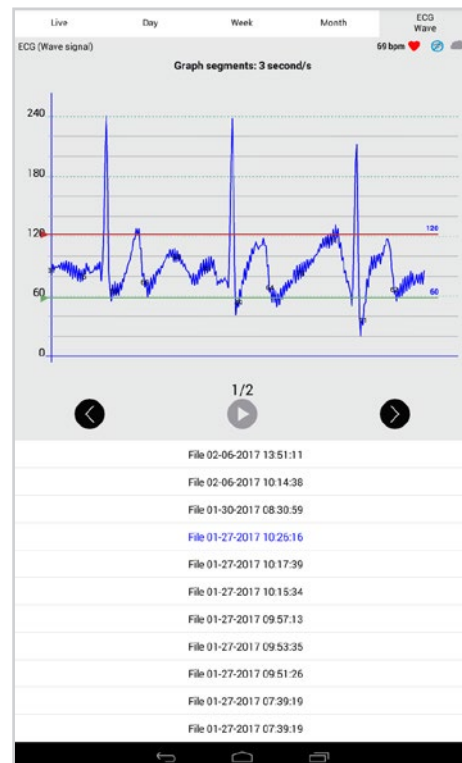 Live Day Week Month ECG Wave
ECG (Wave signal) 59 bpm
Graph segments: 3 second/s
240
180
120 120
60 60
0
1/2
File 02-06-2017 13:51:11
File 02-06-2017 10:14:38
File 01-30-2017 08:30:59
File 01-27-2017 10:26:16
File 01-27-2017 10:17:39
File 01-27-2017 10:15:34
File 01-27-2017 09:57:13
File 01-27-2017 09:53:35
File 01-27-2017 09:51:26
File 01-27-2017 07:39:19
File 01-27-2017 07:39:19